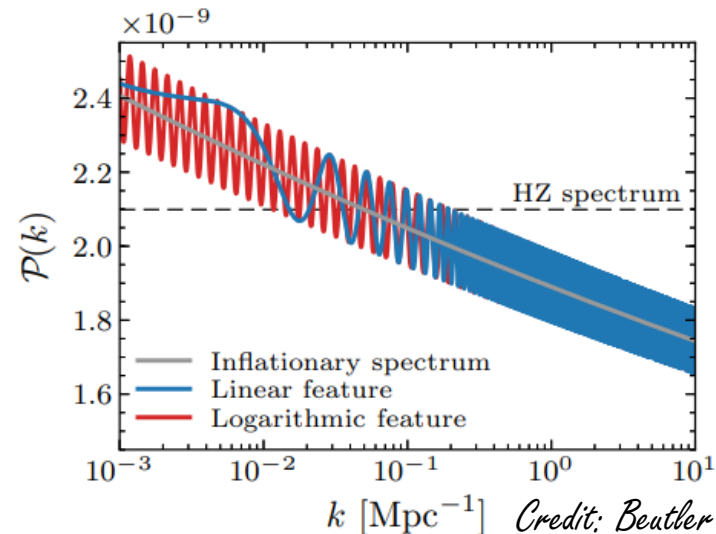 ×10⁻⁹
2.4
2.2
2.0
1.8
1.6
P(k)
HZ spectrum
Inflationary spectrum
Linear feature
Logarithmic feature
10⁻³ 10⁻² 10⁻¹ 10⁰ 10¹
k [Mpc⁻¹]
Credit: Beutler